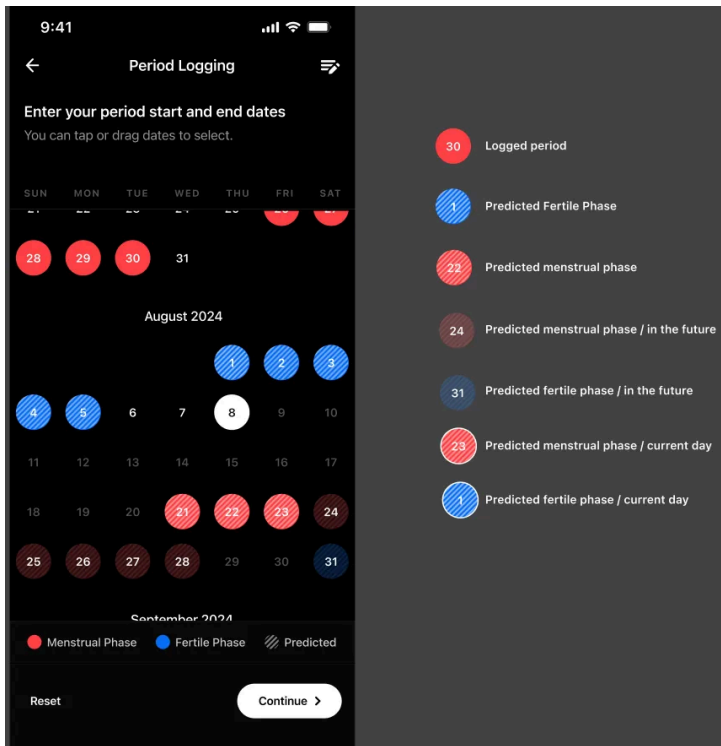 9:41
Period Logging
Enter your period start and end dates
You can tap or drag dates to select.
SUN MON TUE WED THU FRI SAT
28 29 30 31
August 2024
1 2 3
4 5 6 7 8 9 10
11 12 13 14 15 16 17
18 19 20 21 22 23 24
25 26 27 28 29 30 31
September 2024
Menstrual Phase Fertile Phase Predicted
Reset Continue
30 Logged period
1 Predicted Fertile Phase
22 Predicted menstrual phase
24 Predicted menstrual phase / in the future
31 Predicted fertile phase / in the future
23 Predicted menstrual phase / current day
1 Predicted fertile phase / current day